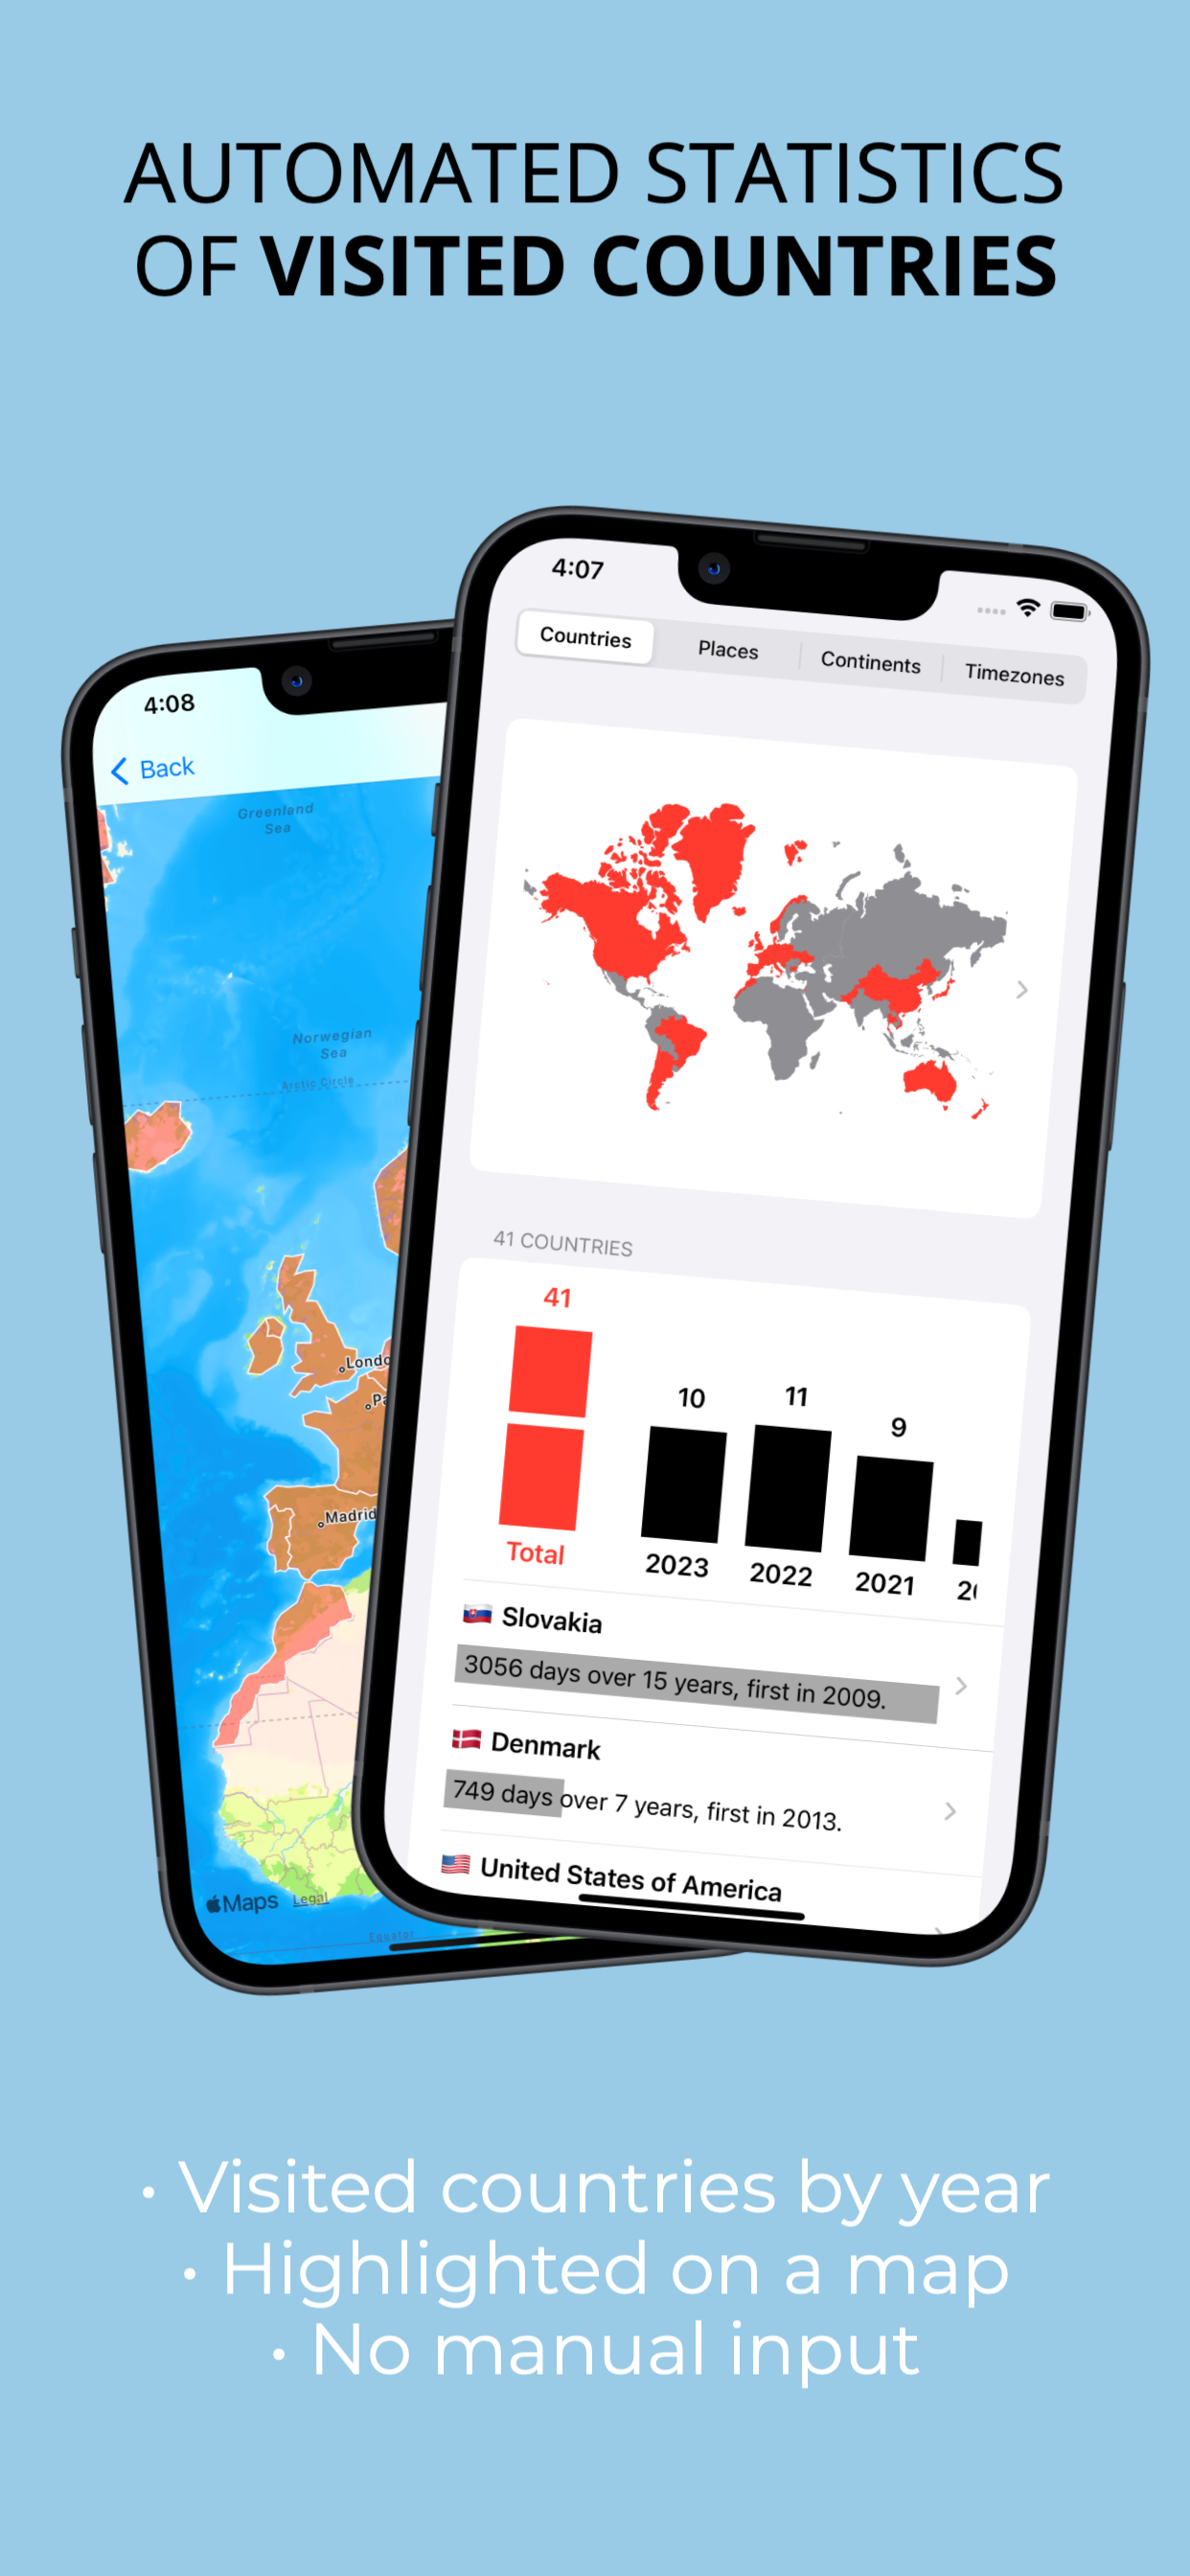 AUTOMATED STATISTICS
OF VISITED COUNTRIES
4:08
Back
Greenland
Sea
Norwegian
Sea
Arctic Circle
Madrid
Maps Legal
Equator
4:07
Countries Places Continents Timezones
41 COUNTRIES
41
10 11 9
Total 2023 2022 2021
Slovakia
3056 days over 15 years, first in 2009.
Denmark
749 days over 7 years, first in 2013.
United States of America
• Visited countries by year
• Highlighted on a map
• No manual input